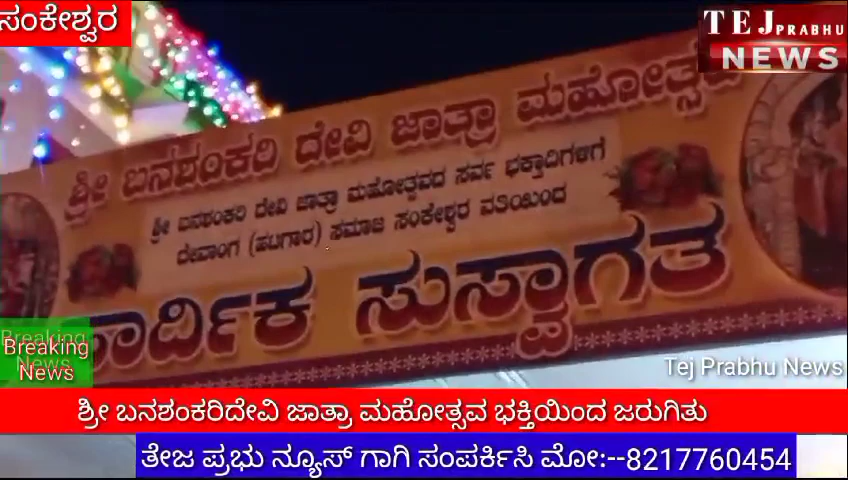 ಸಂಕೇಶ್ವರ
TEJ PRABHU
NEWS
ಶ್ರೀ ಬನಶಂಕರಿ ದೇವಿ ಜಾತ್ರಾ ಮಹೋತ್ಸವ
ಶ್ರೀ ಬನಶಂಕರಿ ದೇವಿ ಜಾತ್ರಾ ಮಹೋತ್ಸವದ ಸರ್ವ ಭಕ್ತಾದಿಗಳಿಗೆ
ದೇವಾಂಗ (ಹಟಗಾರ) ಸಮಾಜ ಸಂಕೇಶ್ವರ ವತಿಯಿಂದ
ಹಾರ್ದಿಕ ಸುಸ್ವಾಗತ
Breaking
News
Tej Prabhu News
ಶ್ರೀ ಬನಶಂಕರಿದೇವಿ ಜಾತ್ರಾ ಮಹೋತ್ಸವ ಭಕ್ತಿಯಿಂದ ಜರುಗಿತು
ತೇಜ ಪ್ರಭು ನ್ಯೂಸ್ ಗಾಗಿ ಸಂಪರ್ಕಿಸಿ ಮೋ:--8217760454